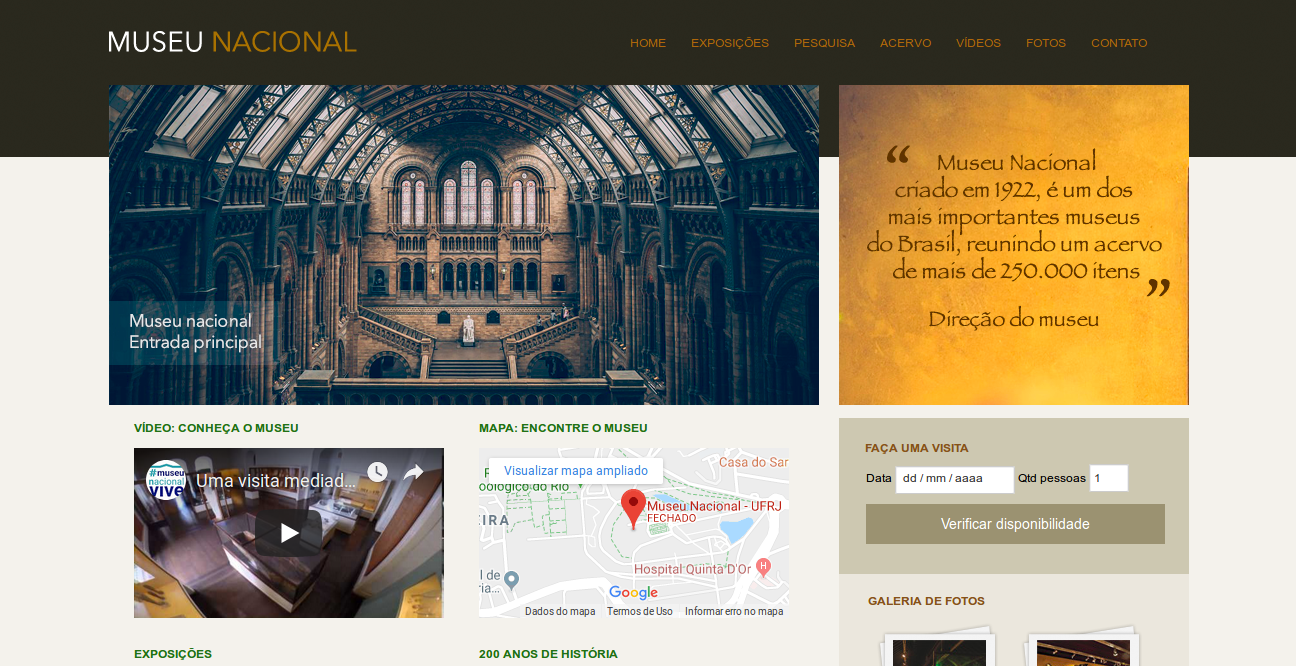 MUSEU NACIONAL
HOME EXPOSIÇÕES PESQUISA ACERVO VÍDEOS FOTOS CONTATO
Museu nacional
Entrada principal
“ Museu Nacional
criado em 1922, é um dos
mais importantes museus
do Brasil, reunindo um acervo
de mais de 250.000 itens ”
Direção do museu
VÍDEO: CONHEÇA O MUSEU
#museu
nacional
vive
Uma visita mediad...
MAPA: ENCONTRE O MUSEU
Visualizar mapa ampliado
Casa do Sar
oológico do Rio
EIRA
Museu Nacional - UFRJ
FECHADO
Hospital Quinta D'Or
H
l de
ria...
Google
Dados do mapa Termos de Uso Informar erro no mapa
FAÇA UMA VISITA
Data dd / mm / aaaa Qtd pessoas 1
Verificar disponibilidade
GALERIA DE FOTOS
EXPOSIÇÕES
200 ANOS DE HISTÓRIA